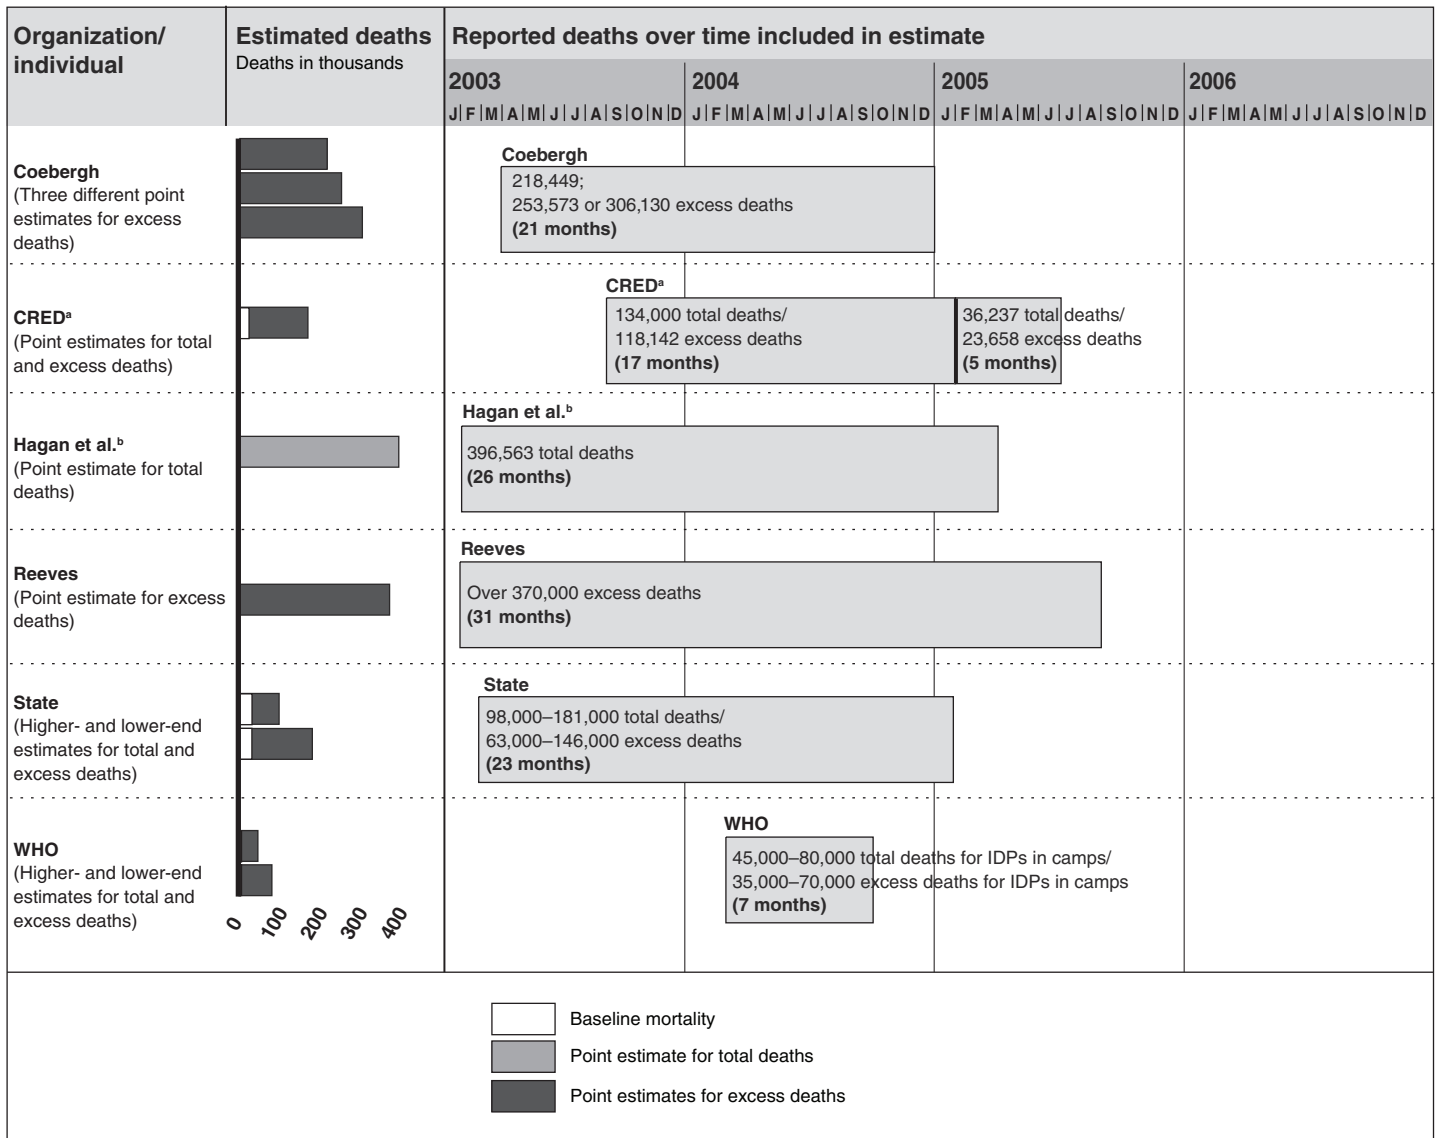 Organization/
individual
Estimated deaths
Deaths in thousands
Reported deaths over time included in estimate
2003
2004
2005
2006
J|F|M|A|M|J|J|A|S|O|N|D
J|F|M|A|M|J|J|A|S|O|N|D
J|F|M|A|M|J|J|A|S|O|N|D
J|F|M|A|M|J|J|A|S|O|N|D
Coebergh
(Three different point
estimates for excess
deaths)
Coebergh
218,449;
253,573 or 306,130 excess deaths
(21 months)
CREDᵃ
(Point estimates for total
and excess deaths)
CREDᵃ
134,000 total deaths/
118,142 excess deaths
(17 months)
36,237 total deaths/
23,658 excess deaths
(5 months)
Hagan et al.ᵇ
(Point estimate for total
deaths)
Hagan et al.ᵇ
396,563 total deaths
(26 months)
Reeves
(Point estimate for excess
deaths)
Reeves
Over 370,000 excess deaths
(31 months)
State
(Higher- and lower-end
estimates for total and
excess deaths)
State
98,000–181,000 total deaths/
63,000–146,000 excess deaths
(23 months)
WHO
(Higher- and lower-end
estimates for total and
excess deaths)
WHO
45,000–80,000 total deaths for IDPs in camps/
35,000–70,000 excess deaths for IDPs in camps
(7 months)
0
100
200
300
400
Baseline mortality
Point estimate for total deaths
Point estimates for excess deaths